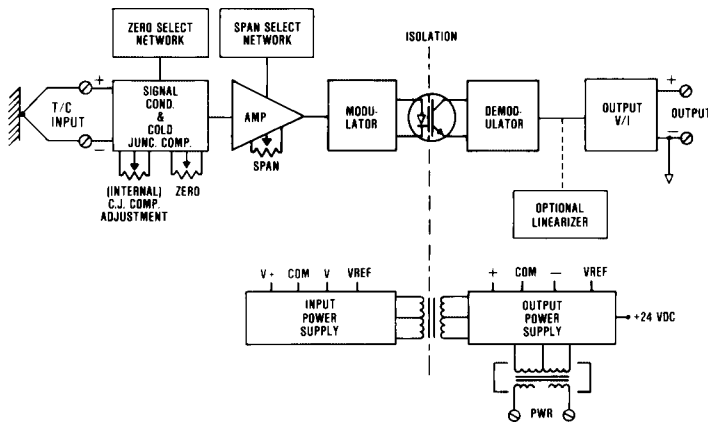 ZERO SELECT
NETWORK
SPAN SELECT
NETWORK
ISOLATION
+
T/C
INPUT
—
SIGNAL
COND.
&
COLD
JUNC. COMP.
AMP
MODU-
LATOR
DEMOD-
ULATOR
OUTPUT
V/I
+
OUTPUT
—
(INTERNAL)
C.J. COMP.
ADJUSTMENT
ZERO
SPAN
OPTIONAL
LINEARIZER
V+ COM V VREF
INPUT
POWER
SUPPLY
+ COM — VREF
OUTPUT
POWER
SUPPLY
+24 VDC
PWR